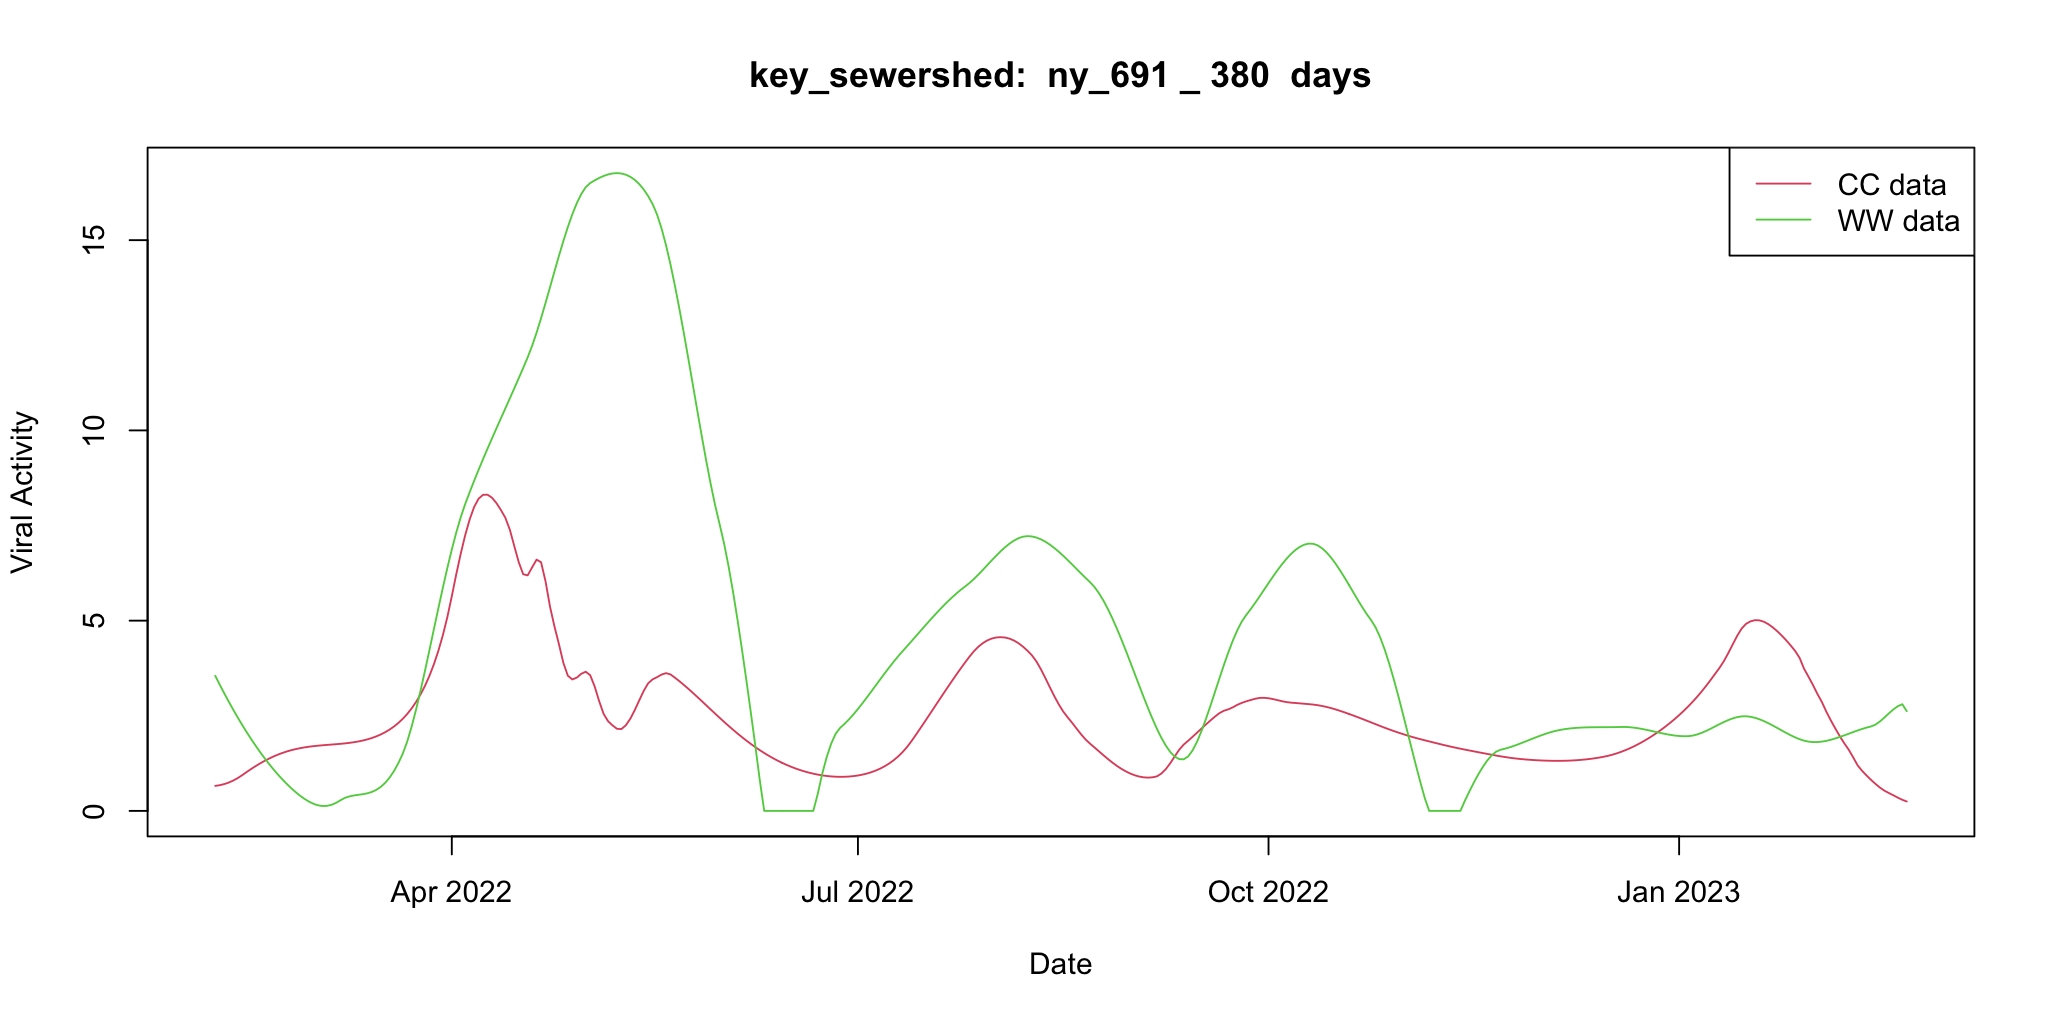 key_sewershed:  ny_691 _ 380  days
CC data
WW data
Viral Activity
15
10
5
0
Apr 2022
Jul 2022
Oct 2022
Jan 2023
Date